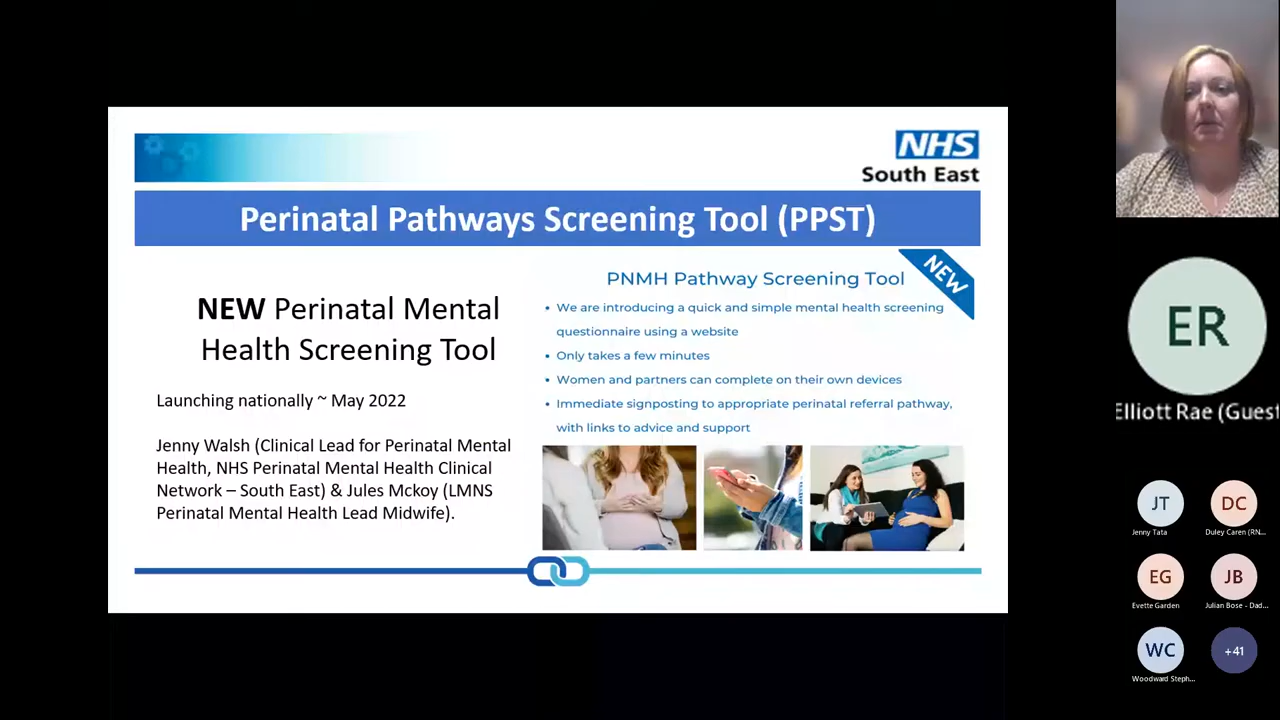 NHS
South East
Perinatal Pathways Screening Tool (PPST)
NEW Perinatal Mental
Health Screening Tool
Launching nationally ~ May 2022
Jenny Walsh (Clinical Lead for Perinatal Mental
Health, NHS Perinatal Mental Health Clinical
Network – South East) & Jules Mckoy (LMNS
Perinatal Mental Health Lead Midwife).
PNMH Pathway Screening Tool
NEW
• We are introducing a quick and simple mental health screening
questionnaire using a website
• Only takes a few minutes
• Women and partners can complete on their own devices
• Immediate signposting to appropriate perinatal referral pathway,
with links to advice and support
ER
Elliott Rae (Guest
JT
Jenny Tata
DC
Duley Caren (RN...
EG
Evette Garden
JB
Julian Bose - Dad...
WC
Woodward Steph...
+41